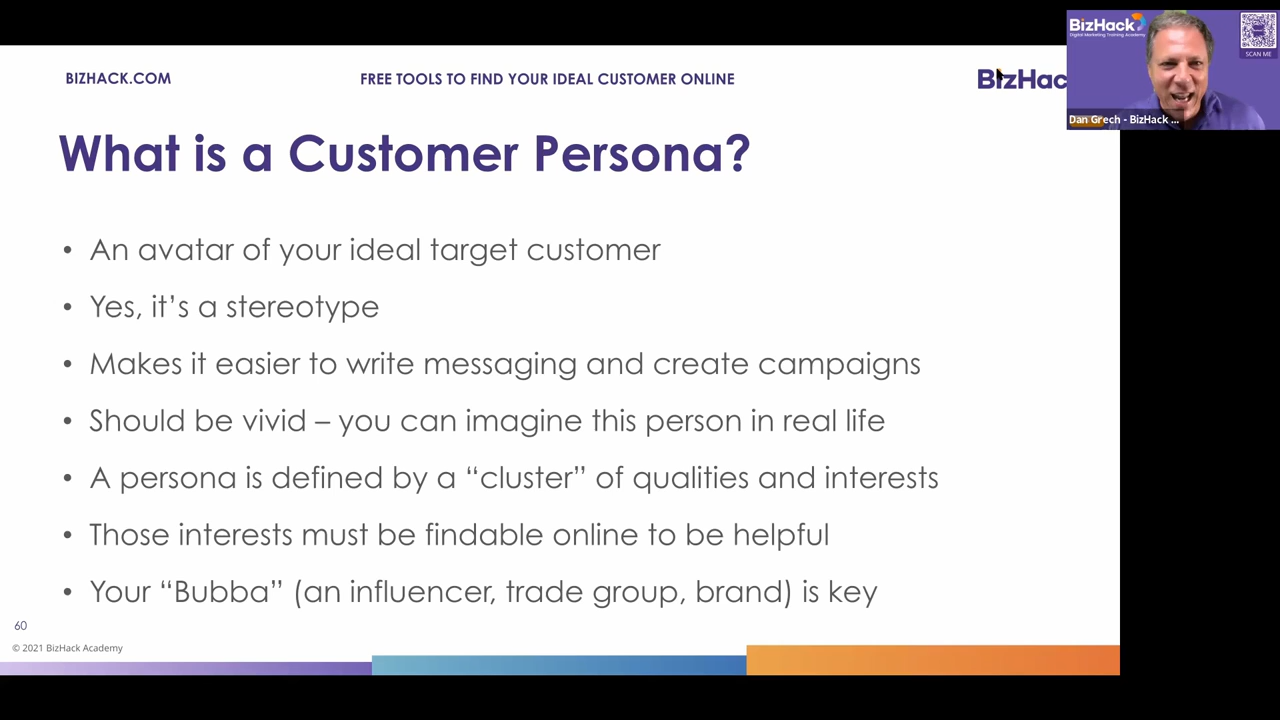 BIZHACK.COM
FREE TOOLS TO FIND YOUR IDEAL CUSTOMER ONLINE
BizHac
BizHack
Digital Marketing Training Academy
SCAN ME
Dan Grech - BizHack ...
What is a Customer Persona?
• An avatar of your ideal target customer
• Yes, it’s a stereotype
• Makes it easier to write messaging and create campaigns
• Should be vivid – you can imagine this person in real life
• A persona is defined by a “cluster” of qualities and interests
• Those interests must be findable online to be helpful
• Your “Bubba” (an influencer, trade group, brand) is key
60
© 2021 BizHack Academy